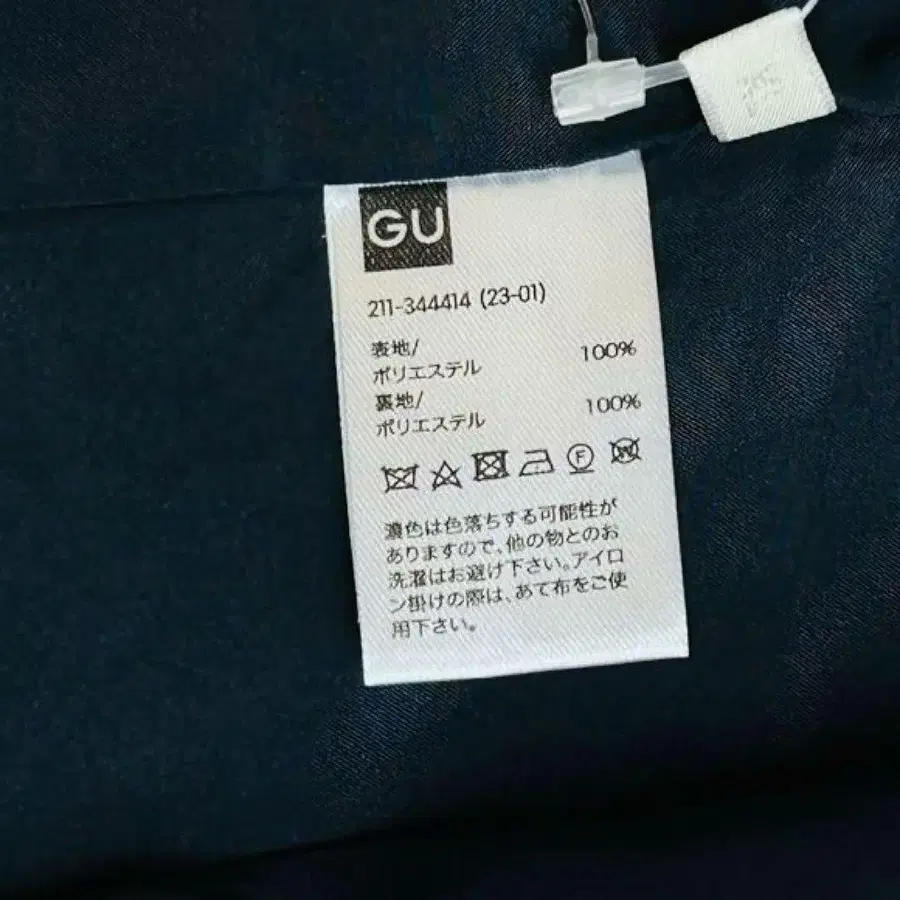 GU
211-344414 (23-01)
表地/
ポリエステル 100%
裏地/
ポリエステル 100%
F
W
濃色は色落ちする可能性が
ありますので、他の物とのお
洗濯はお避け下さい。アイロ
ン掛けの際は、あて布をご使
用下さい。